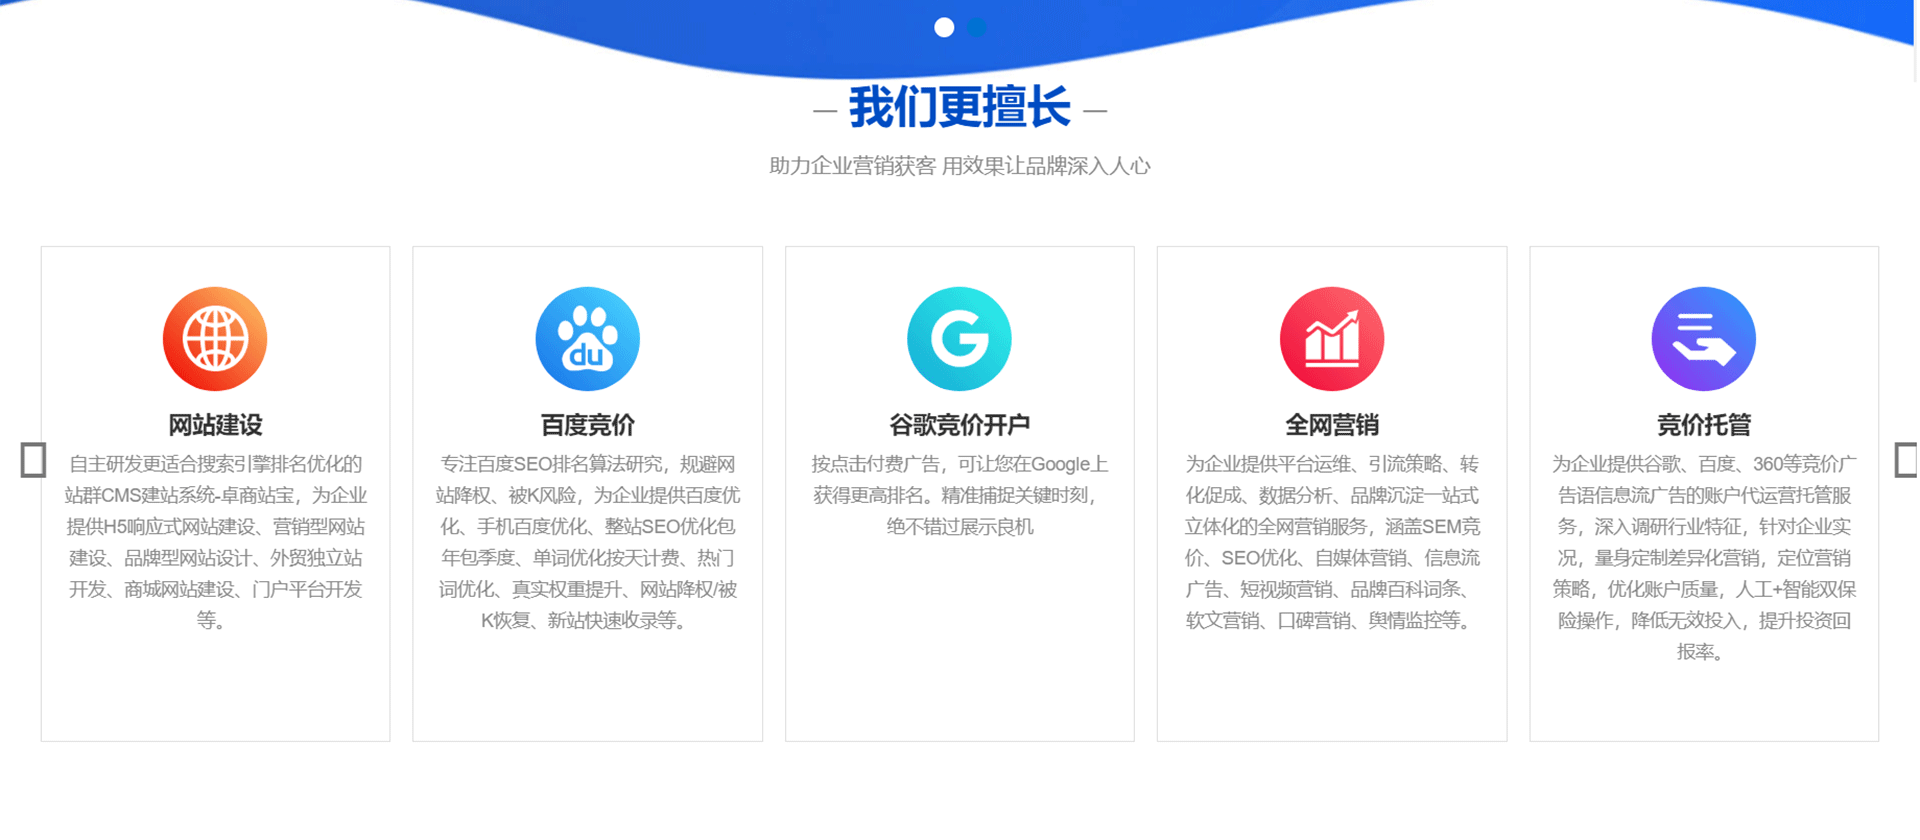 — 我们更擅长 —
助力企业营销获客 用效果让品牌深入人心
du
G
网站建设
自主研发更适合搜索引擎排名优化的
站群CMS建站系统-卓商站宝，为企业
提供H5响应式网站建设、营销型网站
建设、品牌型网站设计、外贸独立站
开发、商城网站建设、门户平台开发
等。
百度竞价
专注百度SEO排名算法研究，规避网
站降权、被K风险，为企业提供百度优
化、手机百度优化、整站SEO优化包
年包季度、单词优化按天计费、热门
词优化、真实权重提升、网站降权/被
K恢复、新站快速收录等。
谷歌竞价开户
按点击付费广告，可让您在Google上
获得更高排名。精准捕捉关键时刻，
绝不错过展示良机
全网营销
为企业提供平台运维、引流策略、转
化促成、数据分析、品牌沉淀一站式
立体化的全网营销服务，涵盖SEM竞
价、SEO优化、自媒体营销、信息流
广告、短视频营销、品牌百科词条、
软文营销、口碑营销、舆情监控等。
竞价托管
为企业提供谷歌、百度、360等竞价广
告语信息流广告的账户代运营托管服
务，深入调研行业特征，针对企业实
况，量身定制差异化营销，定位营销
策略，优化账户质量，人工+智能双保
险操作，降低无效投入，提升投资回
报率。